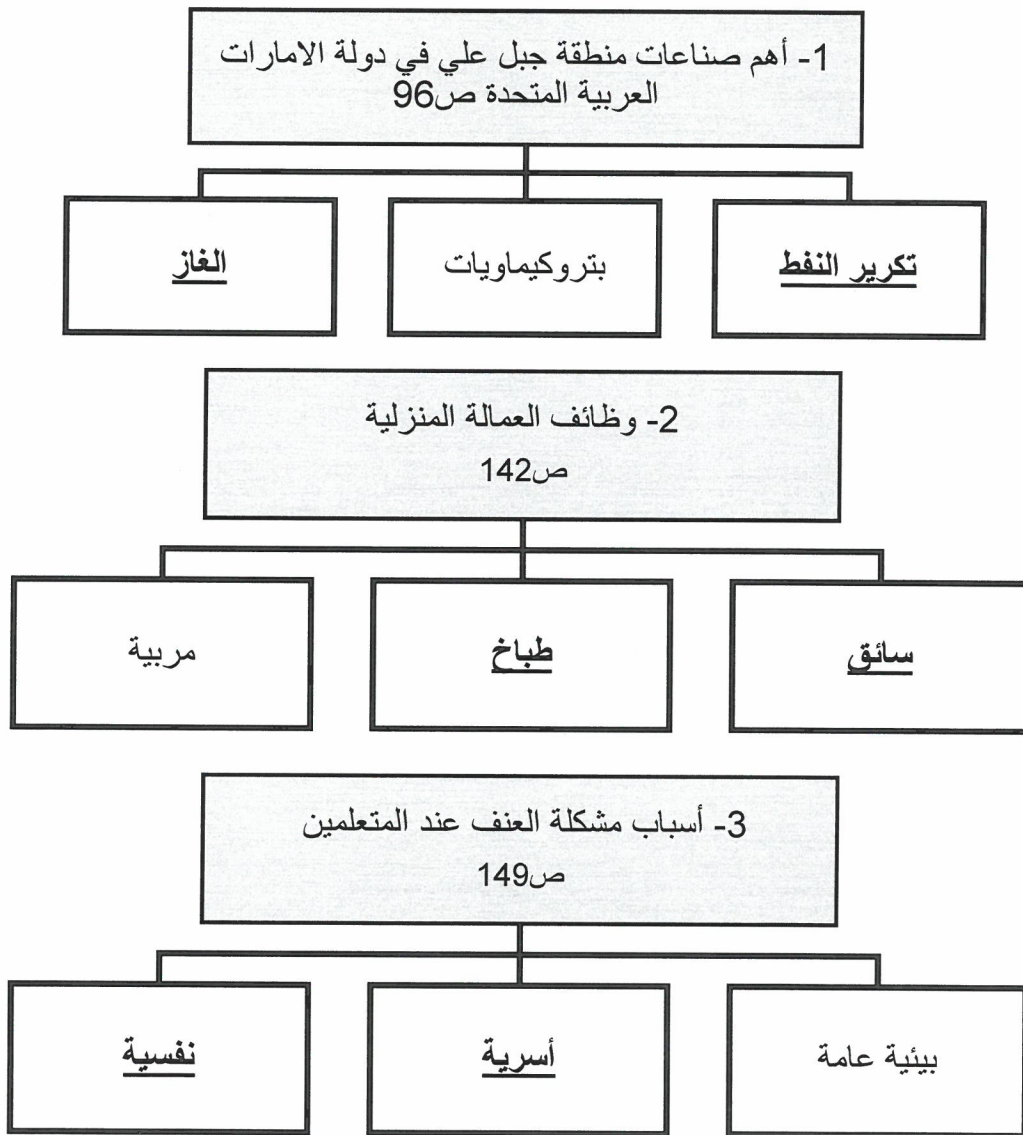 1- أهم صناعات منطقة جبل علي في دولة الامارات
العربية المتحدة ص96
تكرير النفط
بتروكيماويات
الغاز
2- وظائف العمالة المنزلية
ص142
سائق
طباخ
مربية
3- أسباب مشكلة العنف عند المتعلمين
ص149
بيئية عامة
أسرية
نفسية